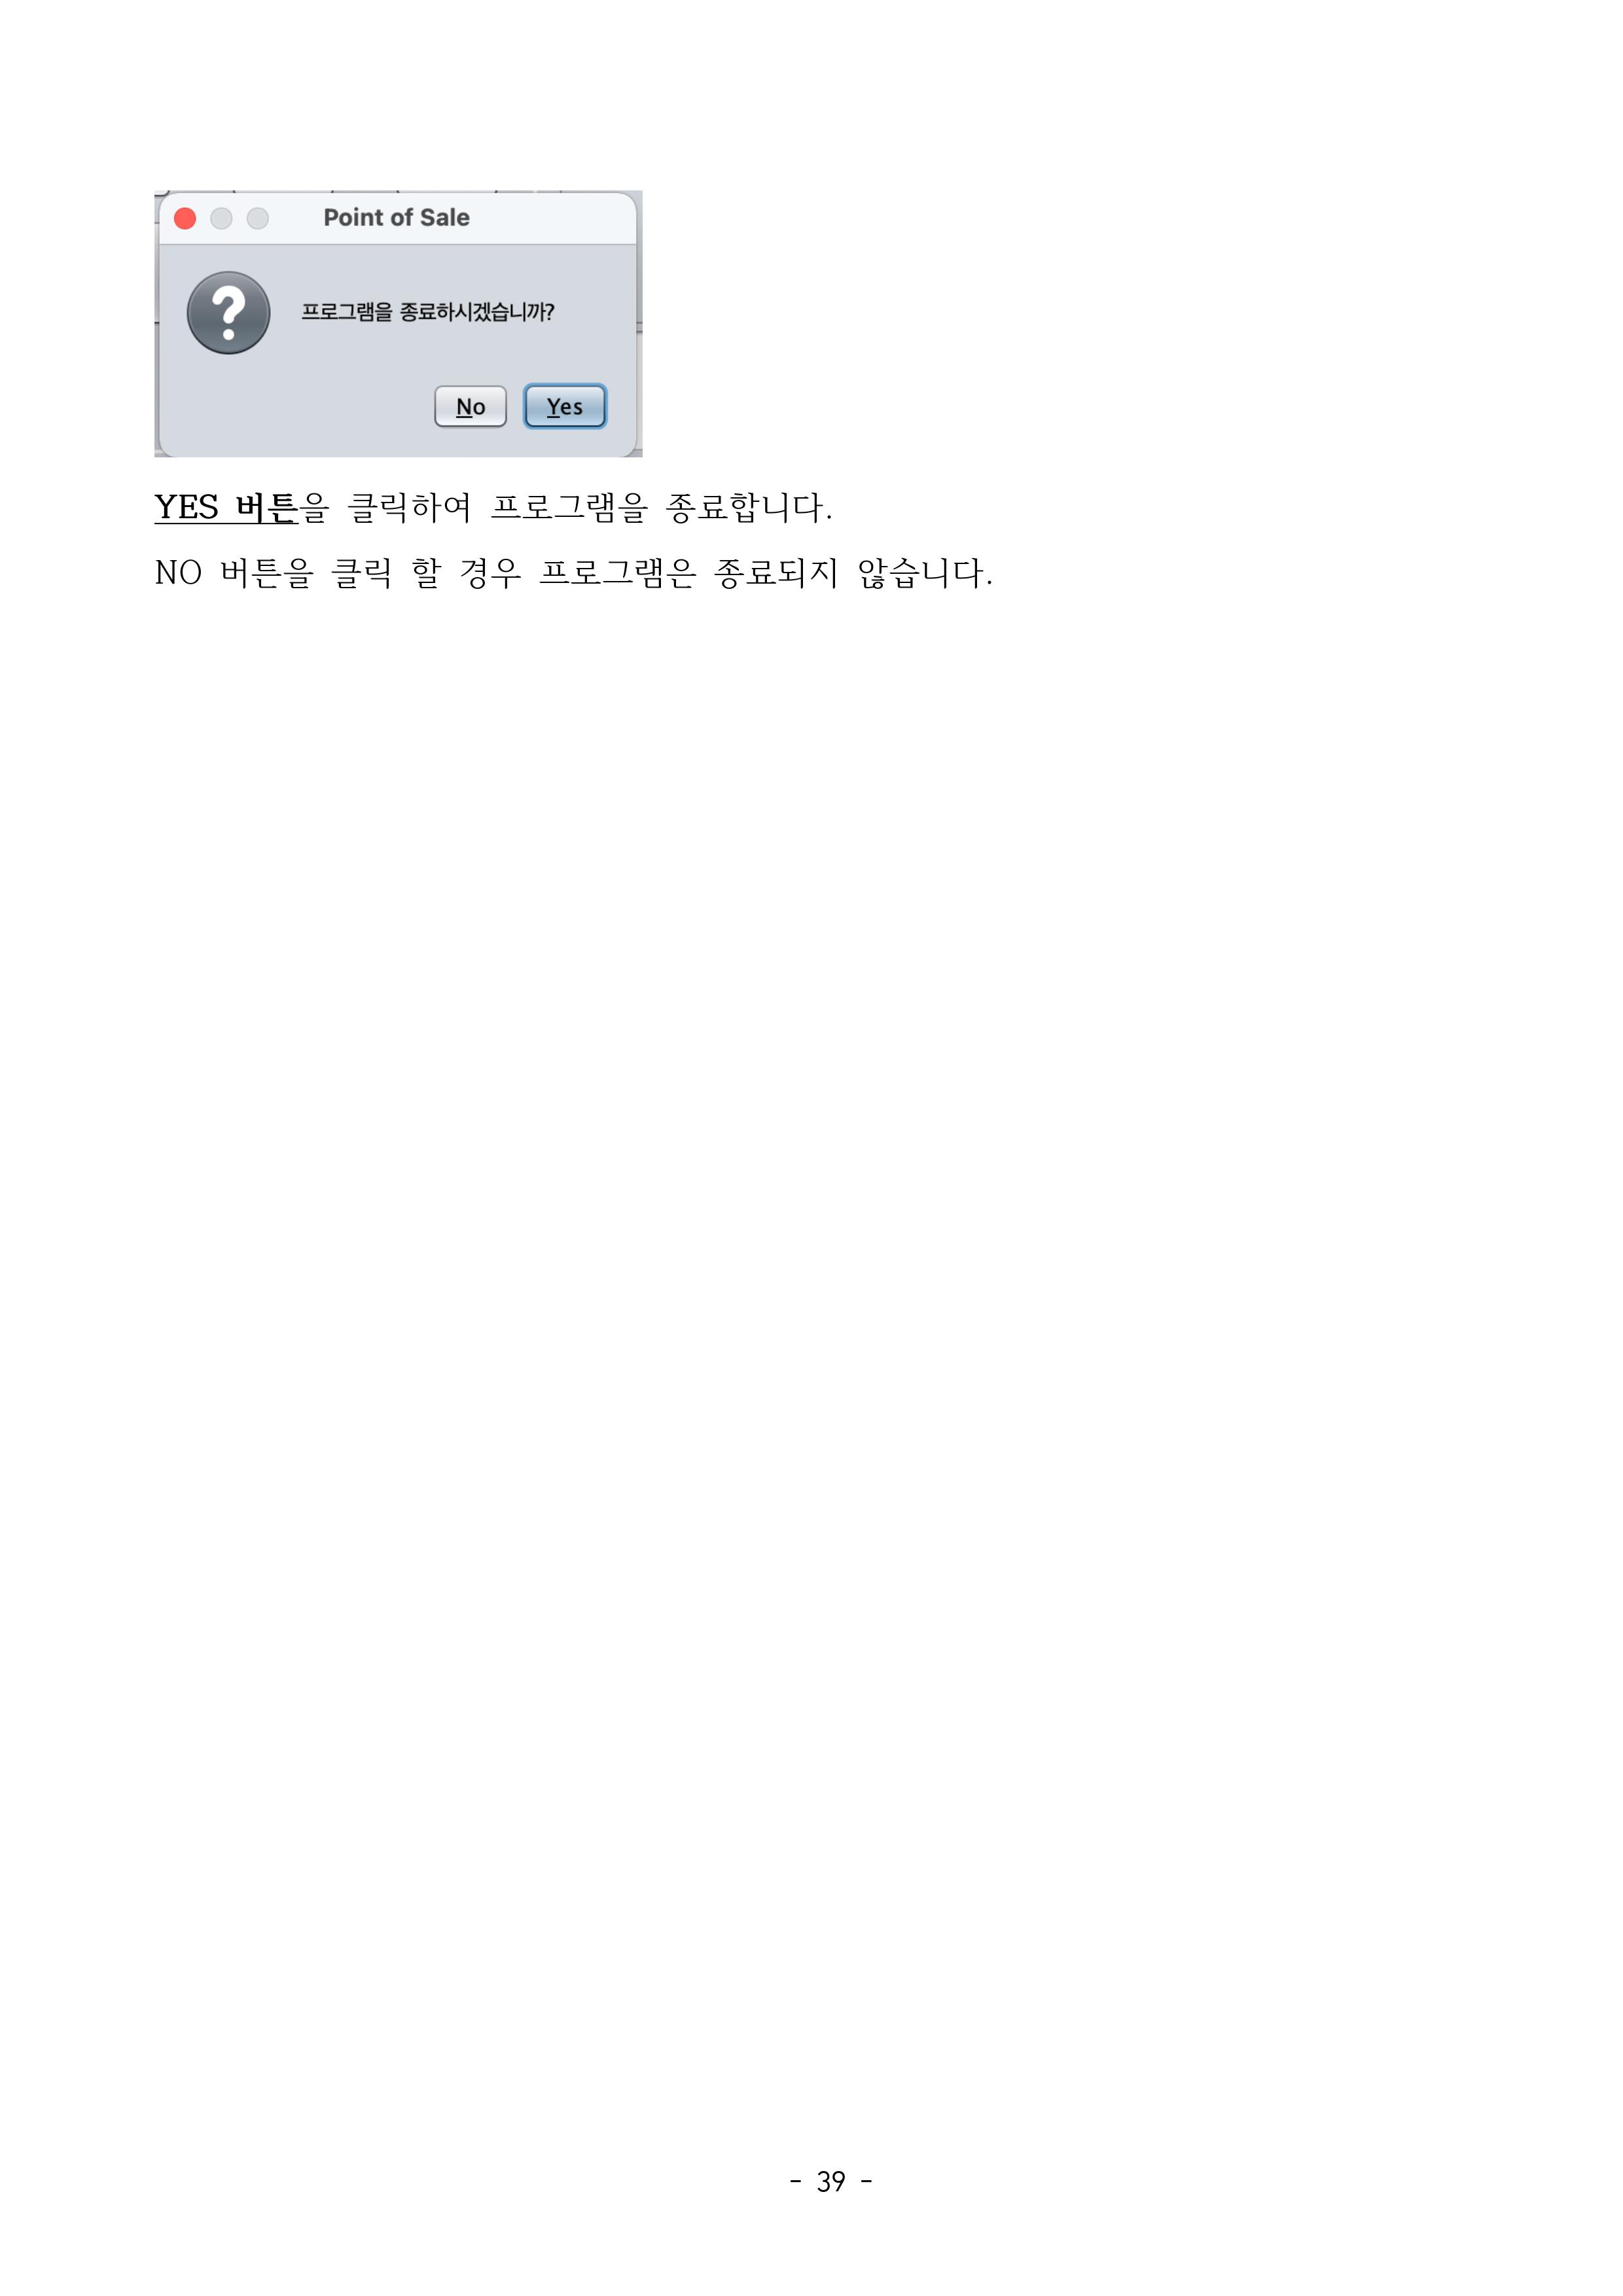 Point of Sale
프로그램을 종료하시겠습니까?
No Yes
YES 버튼을 클릭하여 프로그램을 종료합니다.
NO 버튼을 클릭 할 경우 프로그램은 종료되지 않습니다.
- 39 -